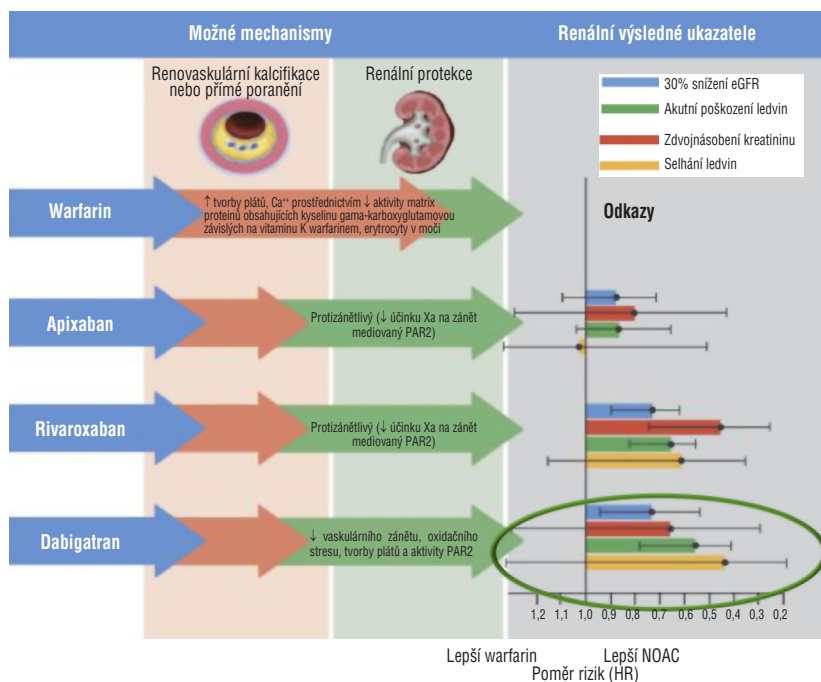 Možné mechanismy
Renální výsledné ukazatele
Renovaskulární kalcifikace
nebo přímé poranění
Renální protekce
30% snížení eGFR
Akutní poškození ledvin
Zdvojnásobení kreatininu
Selhání ledvin
Warfarin
↑ tvorby plátů, Ca⁺⁺ prostřednictvím ↓ aktivity matrix
proteinů obsahujících kyselinu gama-karboxyglutamovou
závislých na vitaminu K warfarinem, erytrocyty v moči
Odkazy
Apixaban
Protizánětlivý (↓ účinku Xa na zánět
mediovaný PAR2)
Rivaroxaban
Protizánětlivý (↓ účinku Xa na zánět
mediovaný PAR2)
Dabigatran
↓ vaskulárního zánětu, oxidačního
stresu, tvorby plátů a aktivity PAR2
1,2 1,1 1,0 0,9 0,8 0,7 0,6 0,5 0,4 0,3 0,2
Lepší warfarin Lepší NOAC
Poměr rizik (HR)